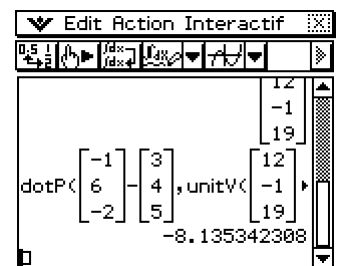 Edit Action Interactif
12
-1
19
dotP([-1 6 -2]-[3 4 5],unitV([12 -1 19]
-8.135342308